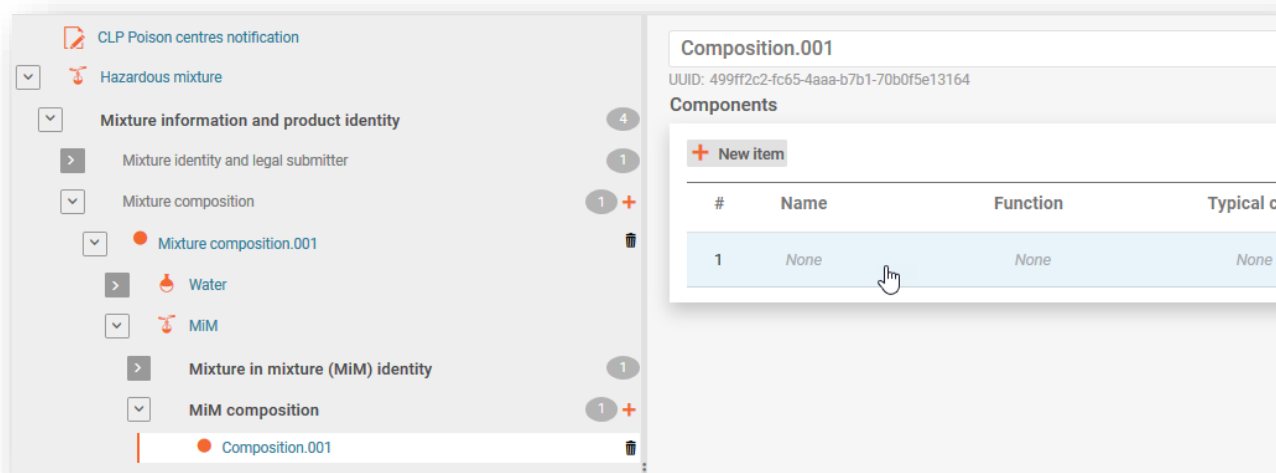 CLP Poison centres notification
Hazardous mixture
Mixture information and product identity 4
Mixture identity and legal submitter 1
Mixture composition 1
Mixture composition.001
Water
MiM
Mixture in mixture (MiM) identity 1
MiM composition 1
Composition.001
Composition.001
UUID: 499ff2c2-fc65-4aaa-b7b1-70b0f5e13164
Components
New item
# Name Function Typical c
1 None None None